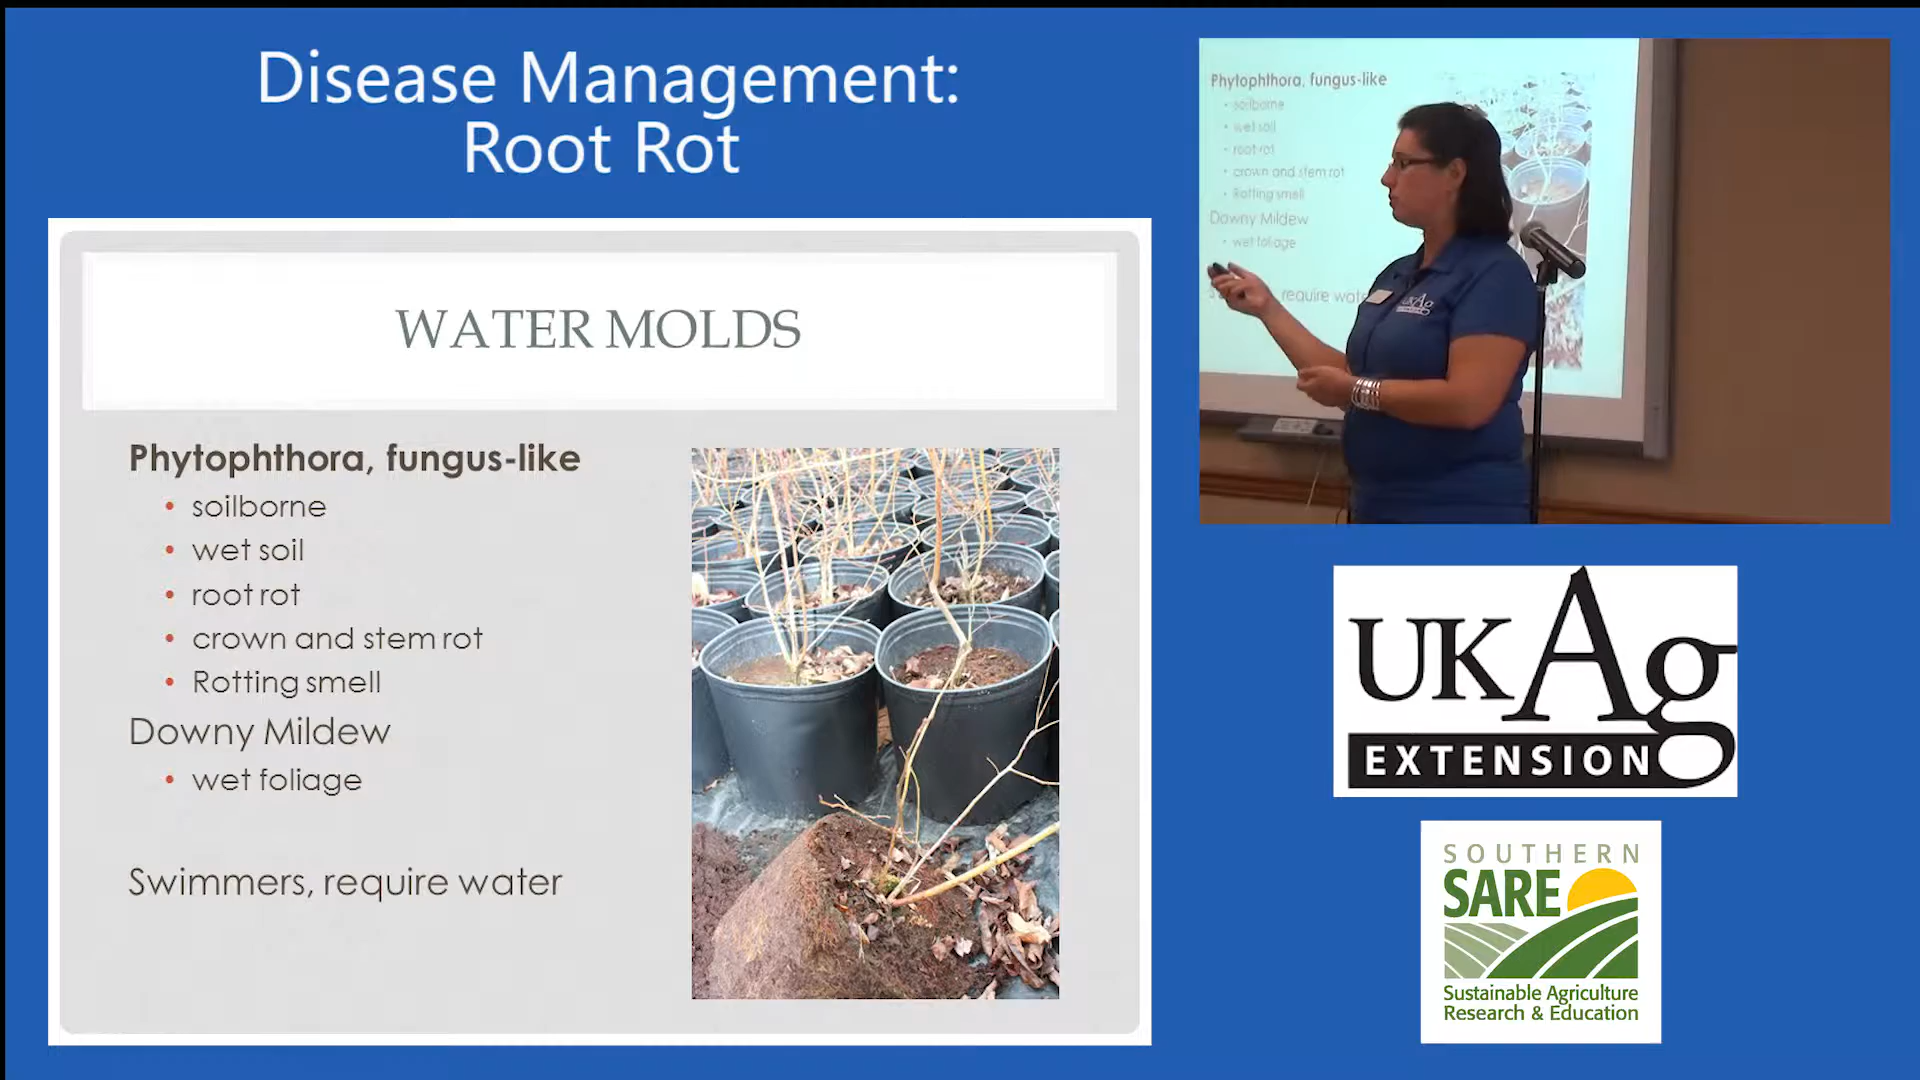 Disease Management:
Root Rot
WATER MOLDS
Phytophthora, fungus-like
• soilborne
• wet soil
• root rot
• crown and stem rot
• Rotting smell
Downy Mildew
• wet foliage
Swimmers, require water
Phytophthora, fungus-like
• soilborne
• wet soil
• root rot
• crown and stem rot
• Rotting smell
Downy Mildew
• wet foliage
require wate
UKAg
UKAg
EXTENSION
SOUTHERN
SARE
Sustainable Agriculture
Research & Education